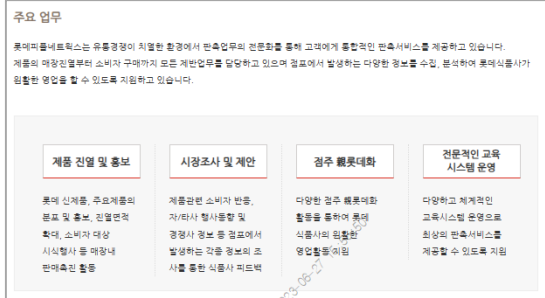 주요 업무
롯데피플네트웍스는 유통경쟁이 치열한 환경에서 판촉업무의 전문화를 통해 고객에게 통합적인 판촉서비스를 제공하고 있습니다.
제품의 매장진열부터 소비자 구매까지 모든 제반업무를 담당하고 있으며 점포에서 발생하는 다양한 정보를 수집, 분석하여 롯데식품사가
원활한 영업을 할 수 있도록 지원하고 있습니다.
제품 진열 및 홍보
롯데 신제품, 주요제품의
분포 및 홍보, 진열면적
확대, 소비자 대상
시식행사 등 매장내
판매촉진 활동
시장조사 및 제안
제품관련 소비자 반응,
자/타사 행사동향 및
경쟁사 정보 등 점포에서
발생하는 각종 정보의 조
사를 통한 식품사 피드백
점주 親롯데화
다양한 점주 親롯데화
활동을 통하여 롯데
식품사의 원활한
영업활동 지원
전문적인 교육
시스템 운영
다양하고 체계적인
교육시스템 운영으로
최상의 판촉서비스를
제공할 수 있도록 지원